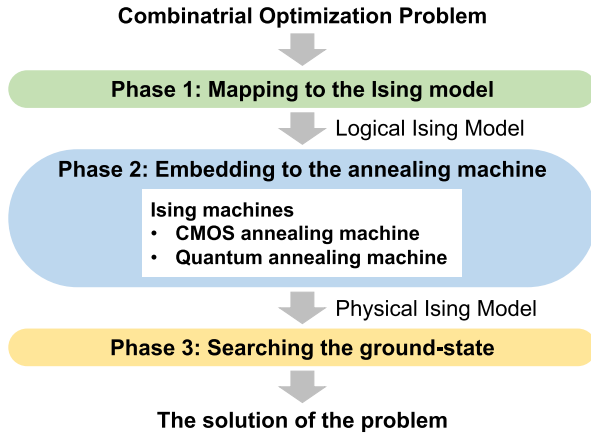 Combinatrial Optimization Problem
Phase 1: Mapping to the Ising model
Logical Ising Model
Phase 2: Embedding to the annealing machine
Ising machines
• CMOS annealing machine
• Quantum annealing machine
Physical Ising Model
Phase 3: Searching the ground-state
The solution of the problem